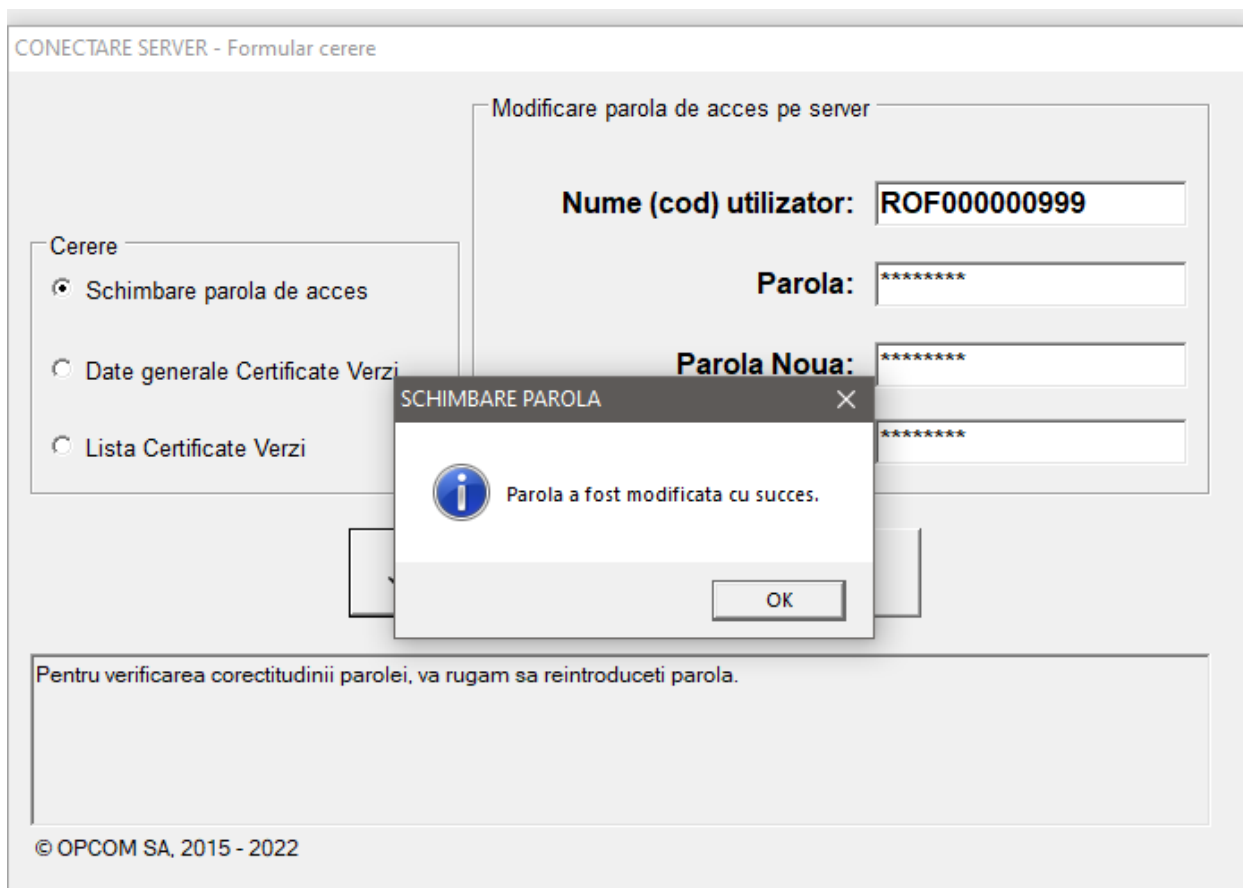 CONECTARE SERVER - Formular cerere
Modificare parola de acces pe server
Nume (cod) utilizator:
ROF000000999
Cerere
Schimbare parola de acces
Parola:
********
Date generale Certificate Verzi
Parola Noua:
********
SCHIMBARE PAROLA
Lista Certificate Verzi
********
Parola a fost modificata cu succes.
OK
Pentru verificarea corectitudinii parolei, va rugam sa reintroduceti parola.
© OPCOM SA, 2015 - 2022